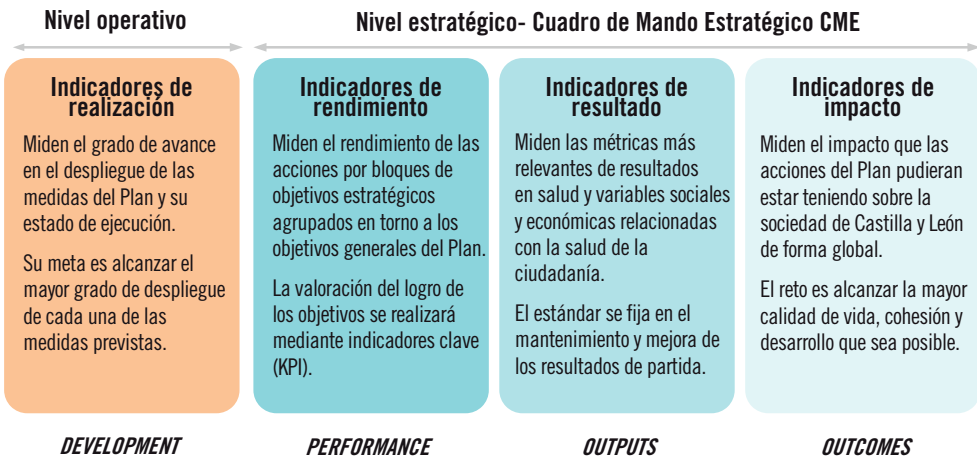 Nivel operativo
Nivel estratégico- Cuadro de Mando Estratégico CME
Indicadores de
realización
Miden el grado de avance
en el despliegue de las
medidas del Plan y su
estado de ejecución.
Su meta es alcanzar el
mayor grado de despliegue
de cada una de las
medidas previstas.
Indicadores de
rendimiento
Miden el rendimiento de las
acciones por bloques de
objetivos estratégicos
agrupados en torno a los
objetivos generales del Plan.
La valoración del logro de
los objetivos se realizará
mediante indicadores clave
(KPI).
Indicadores de
resultado
Miden las métricas más
relevantes de resultados
en salud y variables sociales
y económicas relacionadas
con la salud de la
ciudadanía.
El estándar se fija en el
mantenimiento y mejora de
los resultados de partida.
Indicadores de
impacto
Miden el impacto que las
acciones del Plan pudieran
estar teniendo sobre la
sociedad de Castilla y León
de forma global.
El reto es alcanzar la mayor
calidad de vida, cohesión y
desarrollo que sea posible.
DEVELOPMENT
PERFORMANCE
OUTPUTS
OUTCOMES